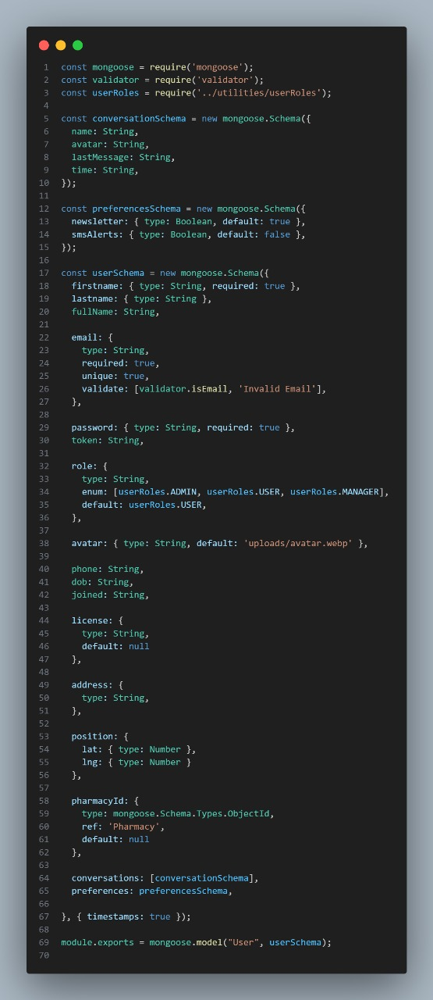 1 const mongoose = require('mongoose');
2 const validator = require('validator');
3 const userRoles = require('../utilities/userRoles');
4
5 const conversationSchema = new mongoose.Schema({
6   name: String,
7   avatar: String,
8   lastMessage: String,
9   time: String,
10 });
11
12 const preferencesSchema = new mongoose.Schema({
13   newsletter: { type: Boolean, default: true },
14   smsAlerts: { type: Boolean, default: false },
15 });
16
17 const userSchema = new mongoose.Schema({
18   firstname: { type: String, required: true },
19   lastname: { type: String },
20   fullName: String,
21
22   email: {
23     type: String,
24     required: true,
25     unique: true,
26     validate: [validator.isEmail, 'Invalid Email'],
27   },
28
29   password: { type: String, required: true },
30   token: String,
31
32   role: {
33     type: String,
34     enum: [userRoles.ADMIN, userRoles.USER, userRoles.MANAGER],
35     default: userRoles.USER,
36   },
37
38   avatar: { type: String, default: 'uploads/avatar.webp' },
39
40   phone: String,
41   dob: String,
42   joined: String,
43
44   license: {
45     type: String,
46     default: null
47   },
48
49   address: {
50     type: String,
51   },
52
53   position: {
54     lat: { type: Number },
55     lng: { type: Number }
56   },
57
58   pharmacyId: {
59     type: mongoose.Schema.Types.ObjectId,
60     ref: 'Pharmacy',
61     default: null
62   },
63
64   conversations: [conversationSchema],
65   preferences: preferencesSchema,
66
67 }, { timestamps: true });
68
69 module.exports = mongoose.model("User", userSchema);
70